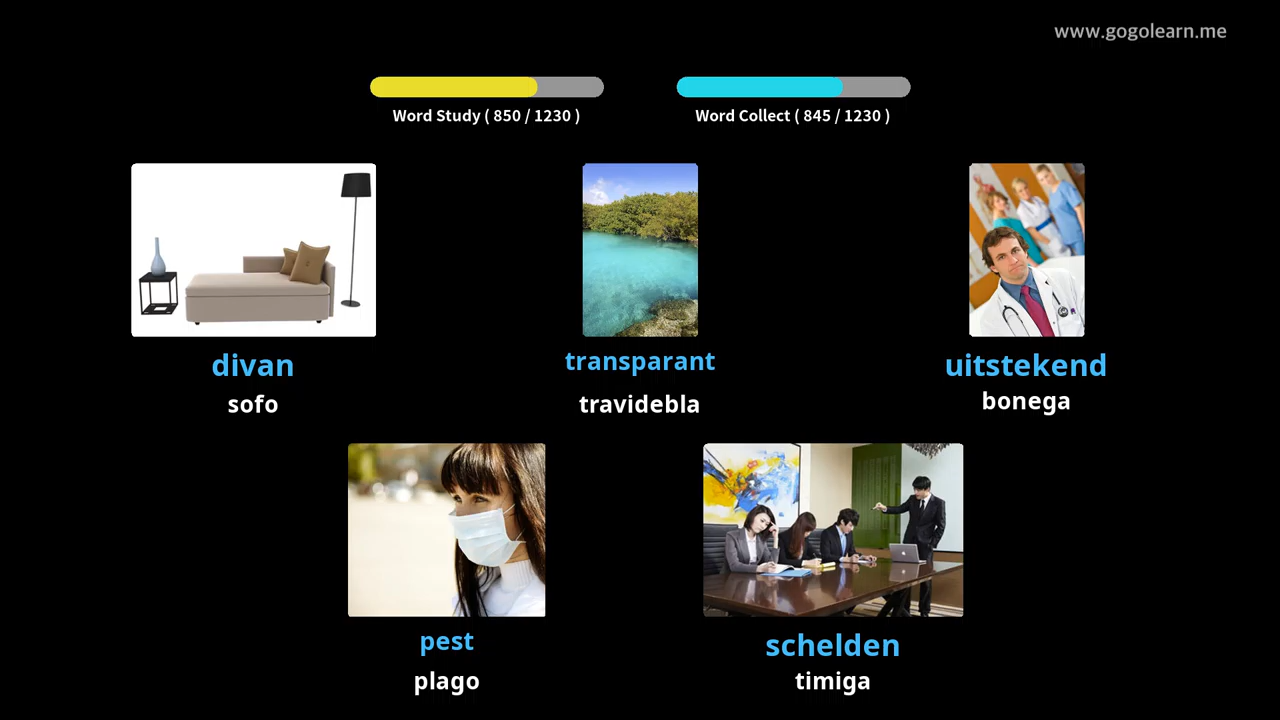 www.gogolearn.me
Word Study ( 850 / 1230 )
Word Collect ( 845 / 1230 )
divan
sofo
transparant
travidebla
uitstekend
bonega
pest
plago
schelden
timiga